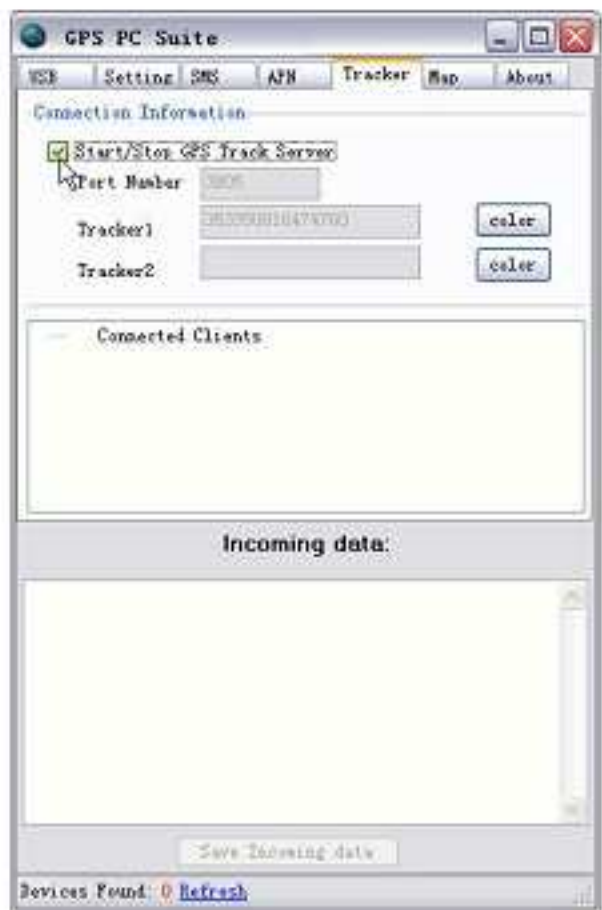 GPS PC Suite
USB Setting SMS APN Tracker Map About
Connection Information
Start/Stop GPS Track Server
Port Number
Tracker1 color
Tracker2 color
Connected Clients
Incoming data:
Save Incoming data
Devices Found: 0 Refresh